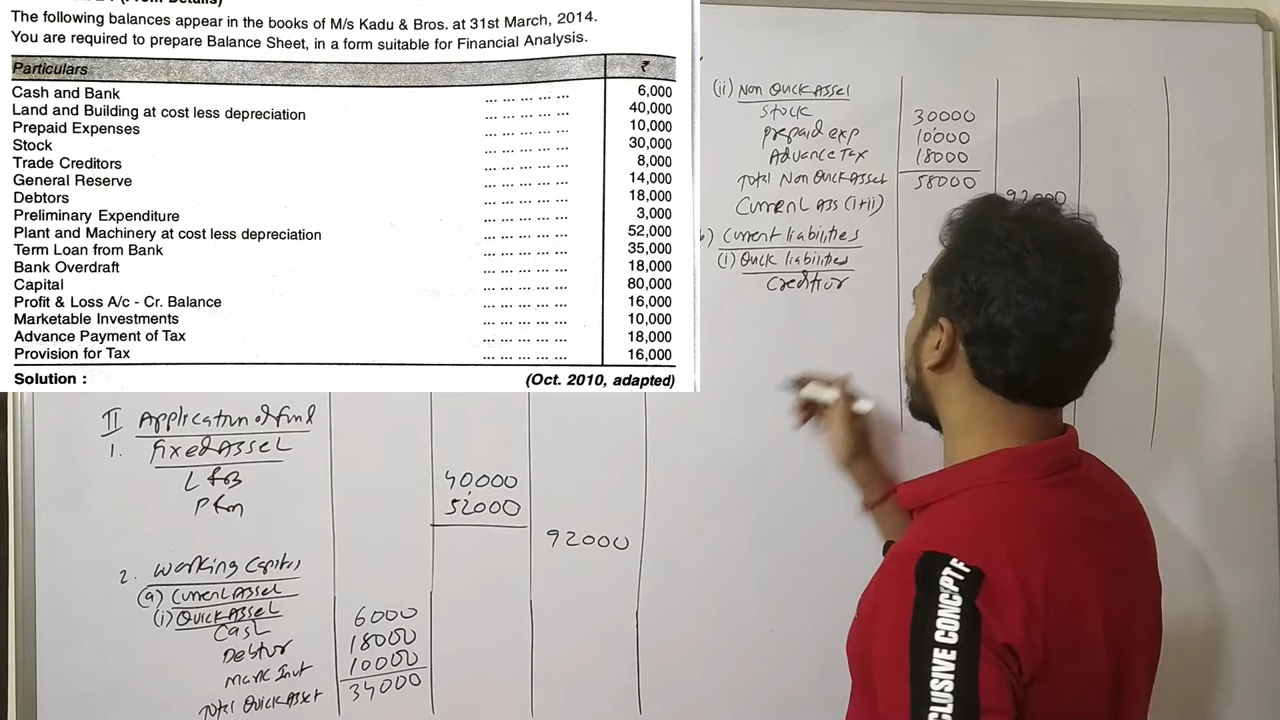 The following balances appear in the books of M/s Kadu & Bros. at 31st March, 2014.
You are required to prepare Balance Sheet, in a form suitable for Financial Analysis.
Particulars ₹
Cash and Bank ... ... ... ... ... 6,000
Land and Building at cost less depreciation ... ... ... ... ... 40,000
Prepaid Expenses 10,000
Stock ... ... ... ... ... 30,000
Trade Creditors ... ... ... ... ... 8,000
General Reserve ... ... ... ... ... 14,000
Debtors ... ... ... ... ... 18,000
Preliminary Expenditure ... ... ... ... ... 3,000
Plant and Machinery at cost less depreciation ... ... ... ... ... 52,000
Term Loan from Bank ... ... ... ... ... 35,000
Bank Overdraft ... ... ... ... ... 18,000
Capital ... ... ... ... ... 80,000
Profit & Loss A/c - Cr. Balance ... ... ... ... ... 16,000
Marketable Investments ... ... ... ... ... 10,000
Advance Payment of Tax ... ... ... ... ... 18,000
Provision for Tax ... ... ... ... ... 16,000
Solution : (Oct. 2010, adapted)
II Application of fund
1. Fixed Asset
L & B 40,000
P & m 52,000
92000
2. Working Capital
(a) Current Asset
(i) Quick Asset
Cash 6000
Debtor 18000
Mark Invt 10000
Total Quick Asset 34000
(ii) Non Quick Asset
Stock 30000
Prepaid exp 10000
Advance Tax 18000
Total Non Quick Asset 58000
Current Ass (i+ii) 92000
b) Current liabilities
(i) Quick liabilities
Creditor
CLUSIVE CONCEPT